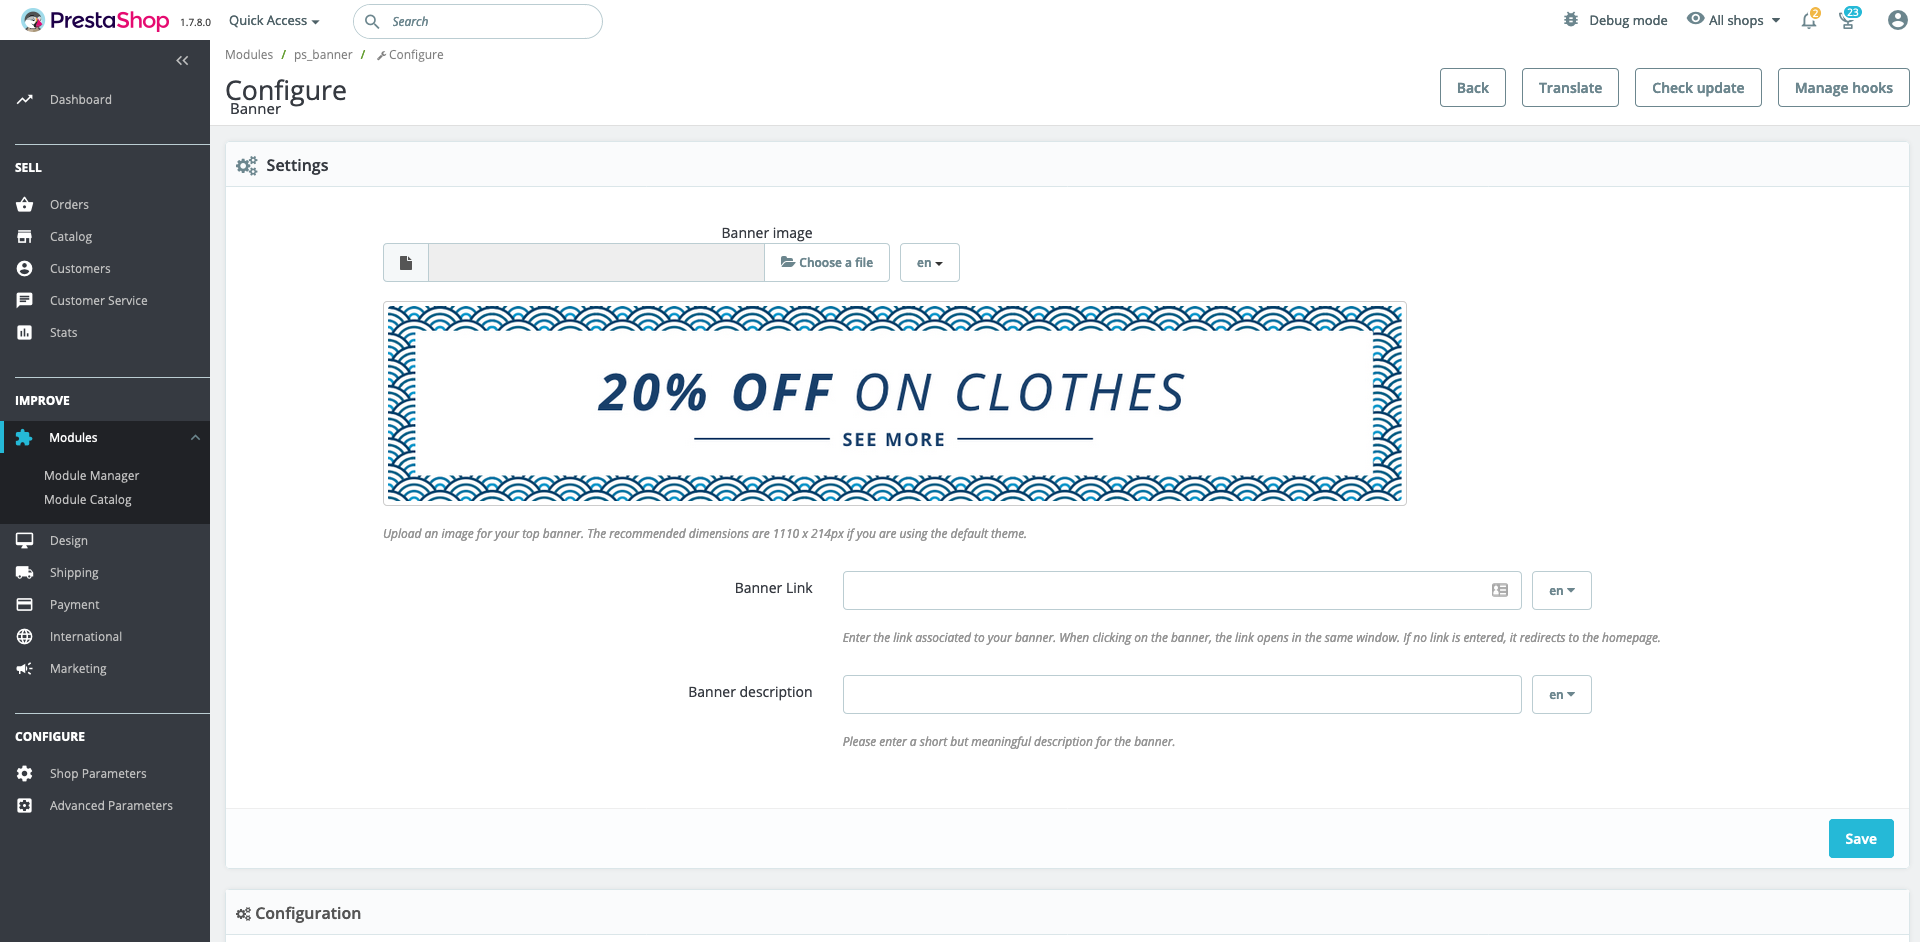 PrestaShop 1.7.8.0 Quick Access Search Debug mode All shops 2 23
Modules / ps_banner / Configure
Configure
Banner
Back Translate Check update Manage hooks
Dashboard
SELL
Orders
Catalog
Customers
Customer Service
Stats
IMPROVE
Modules
Module Manager
Module Catalog
Design
Shipping
Payment
International
Marketing
CONFIGURE
Shop Parameters
Advanced Parameters
Settings
Banner image
Choose a file en
20% OFF ON CLOTHES
SEE MORE
Upload an image for your top banner. The recommended dimensions are 1110 x 214px if you are using the default theme.
Banner Link en
Enter the link associated to your banner. When clicking on the banner, the link opens in the same window. If no link is entered, it redirects to the homepage.
Banner description en
Please enter a short but meaningful description for the banner.
Save
Configuration